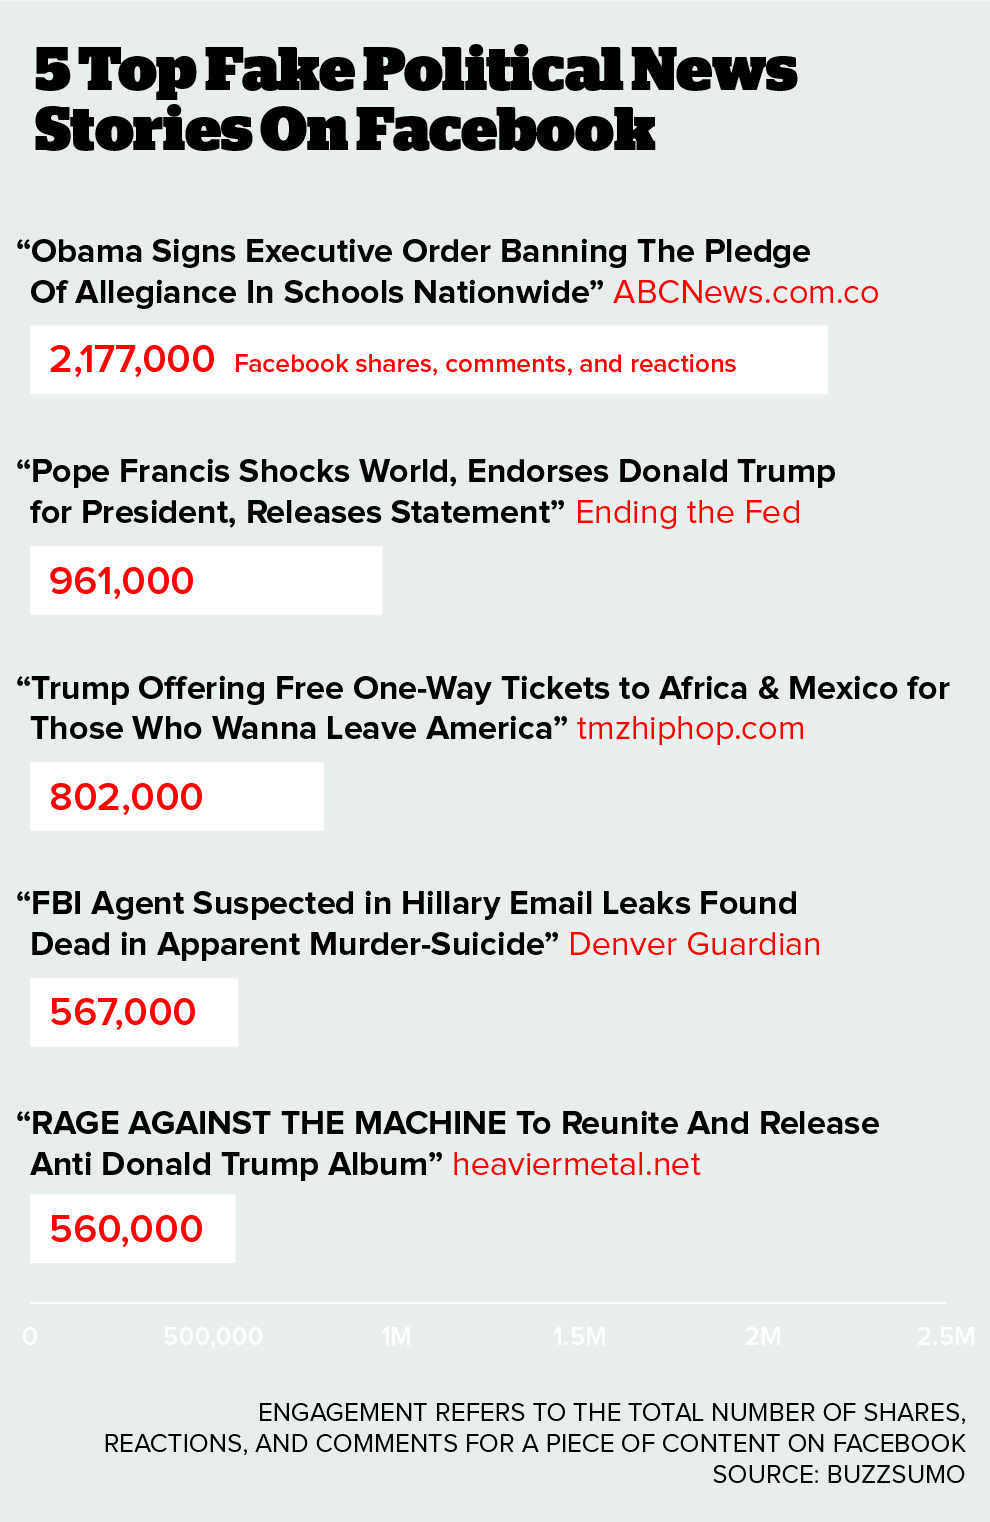 5 Top Fake Political News
Stories On Facebook
“Obama Signs Executive Order Banning The Pledge
Of Allegiance In Schools Nationwide” ABCNews.com.co
2,177,000 Facebook shares, comments, and reactions
“Pope Francis Shocks World, Endorses Donald Trump
for President, Releases Statement” Ending the Fed
961,000
“Trump Offering Free One-Way Tickets to Africa & Mexico for
Those Who Wanna Leave America” tmzhiphop.com
802,000
“FBI Agent Suspected in Hillary Email Leaks Found
Dead in Apparent Murder-Suicide” Denver Guardian
567,000
“RAGE AGAINST THE MACHINE To Reunite And Release
Anti Donald Trump Album” heaviermetal.net
560,000
0 500,000 1M 1.5M 2M 2.5M
ENGAGEMENT REFERS TO THE TOTAL NUMBER OF SHARES,
REACTIONS, AND COMMENTS FOR A PIECE OF CONTENT ON FACEBOOK
SOURCE: BUZZSUMO